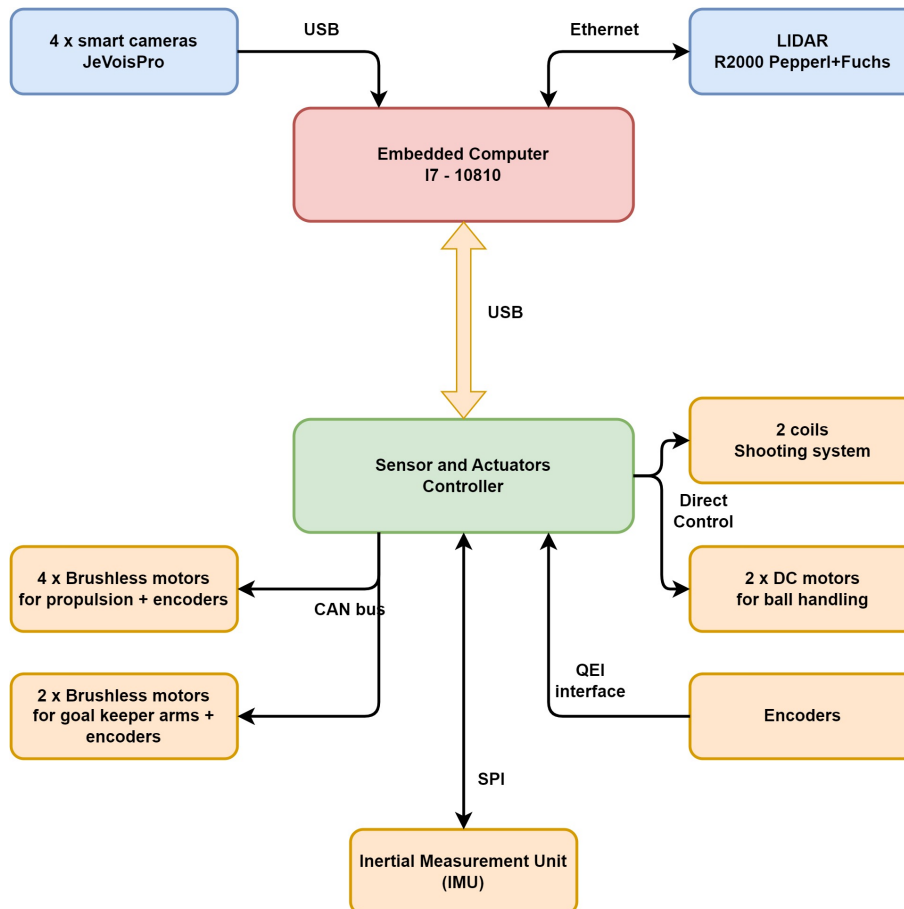 4 x smart cameras
JeVoisPro
USB
Ethernet
LIDAR
R2000 Pepperl+Fuchs
Embedded Computer
I7 - 10810
USB
Sensor and Actuators
Controller
2 coils
Shooting system
Direct
Control
4 x Brushless motors
for propulsion + encoders
CAN bus
2 x DC motors
for ball handling
2 x Brushless motors
for goal keeper arms +
encoders
QEI
interface
Encoders
SPI
Inertial Measurement Unit
(IMU)